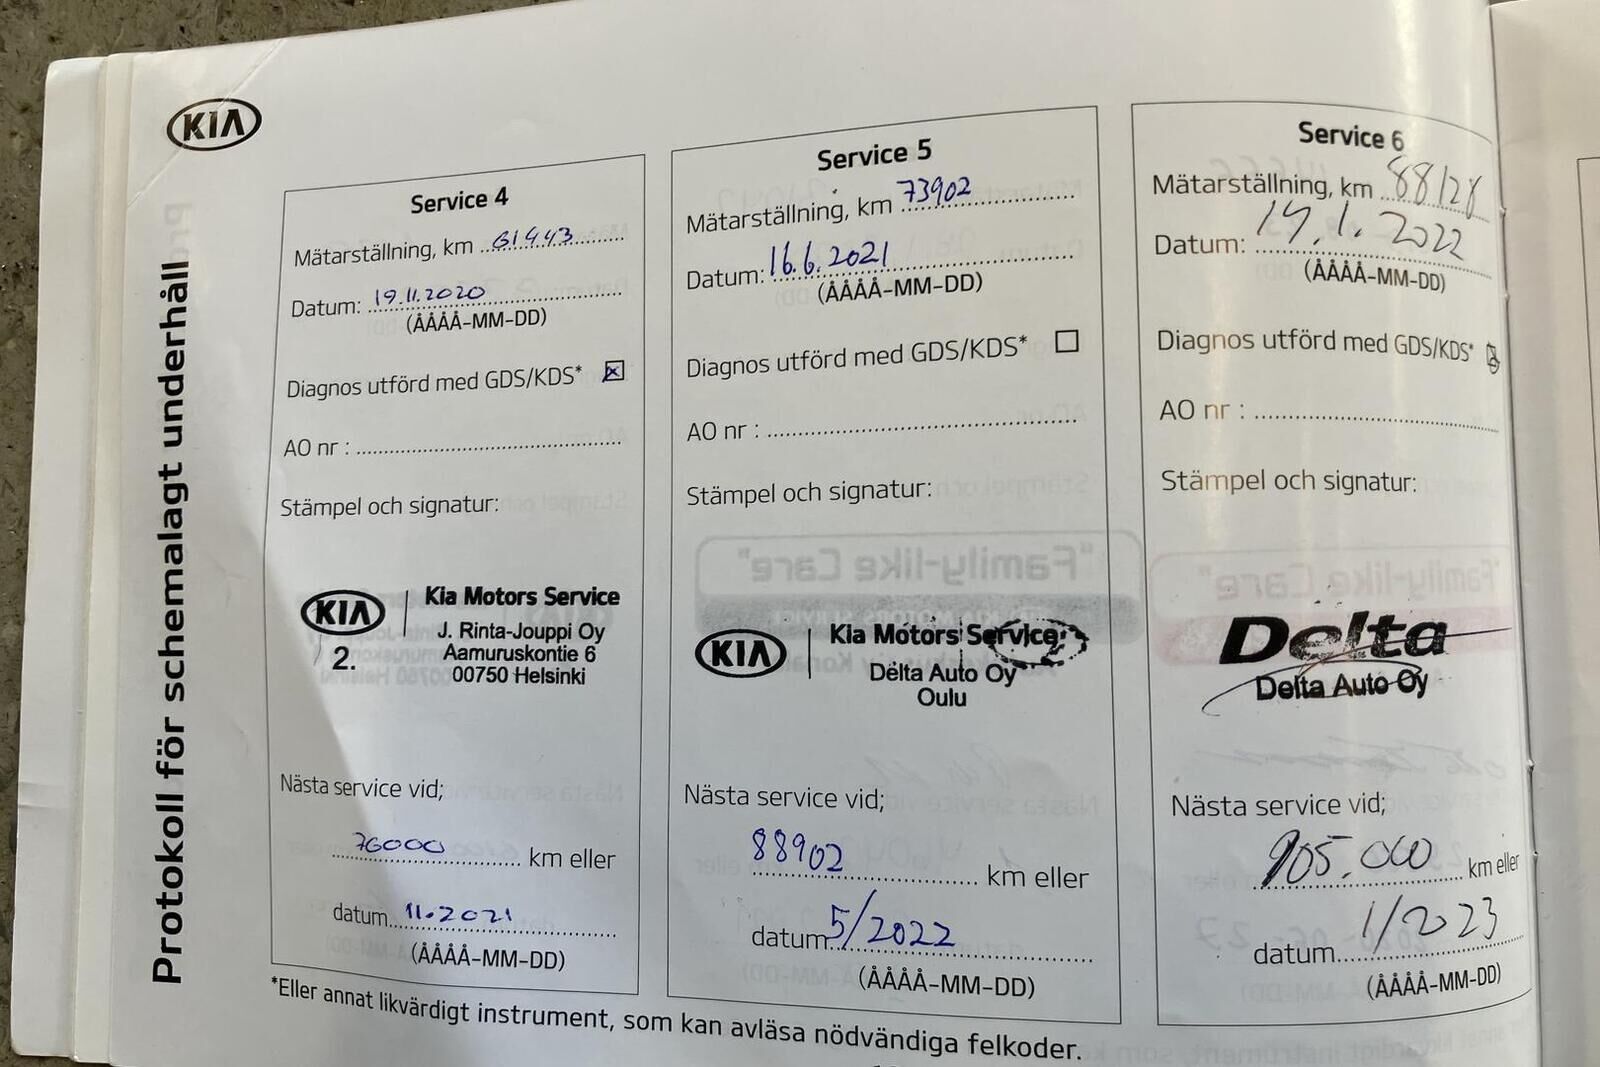 KIA
Protokoll för schemalagt underhåll
Service 4
Mätarställning, km 61443
Datum: 19.11.2020
(ÅÅÅÅ-MM-DD)
Diagnos utförd med GDS/KDS*
AO nr :
Stämpel och signatur:
KIA
Kia Motors Service
J. Rinta-Jouppi Oy
2.
Aamuruskontie 6
00750 Helsinki
Nästa service vid;
76000 km eller
datum 11.2021
(ÅÅÅÅ-MM-DD)
Service 5
Mätarställning, km 73902
Datum: 16.6.2021
(ÅÅÅÅ-MM-DD)
Diagnos utförd med GDS/KDS*
AO nr :
Stämpel och signatur:
KIA
Kia Motors Service
Delta Auto Oy
Oulu
Nästa service vid;
88902 km eller
datum 5/2022
(ÅÅÅÅ-MM-DD)
Service 6
Mätarställning, km 88128
Datum: 14.1.2022
(ÅÅÅÅ-MM-DD)
Diagnos utförd med GDS/KDS*
AO nr :
Stämpel och signatur:
Delta
Delta Auto Oy
Nästa service vid;
105.000 km eller
datum 1/2023
(ÅÅÅÅ-MM-DD)
*Eller annat likvärdigt instrument, som kan avläsa nödvändiga felkoder.